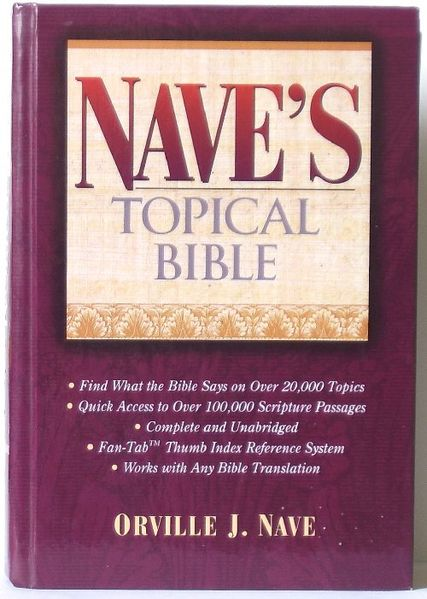 NAVE'S
TOPICAL
BIBLE
• Find What the Bible Says on Over 20,000 Topics
• Quick Access to Over 100,000 Scripture Passages
• Complete and Unabridged
• Fan-Tab™ Thumb Index Reference System
• Works with Any Bible Translation
ORVILLE J. NAVE